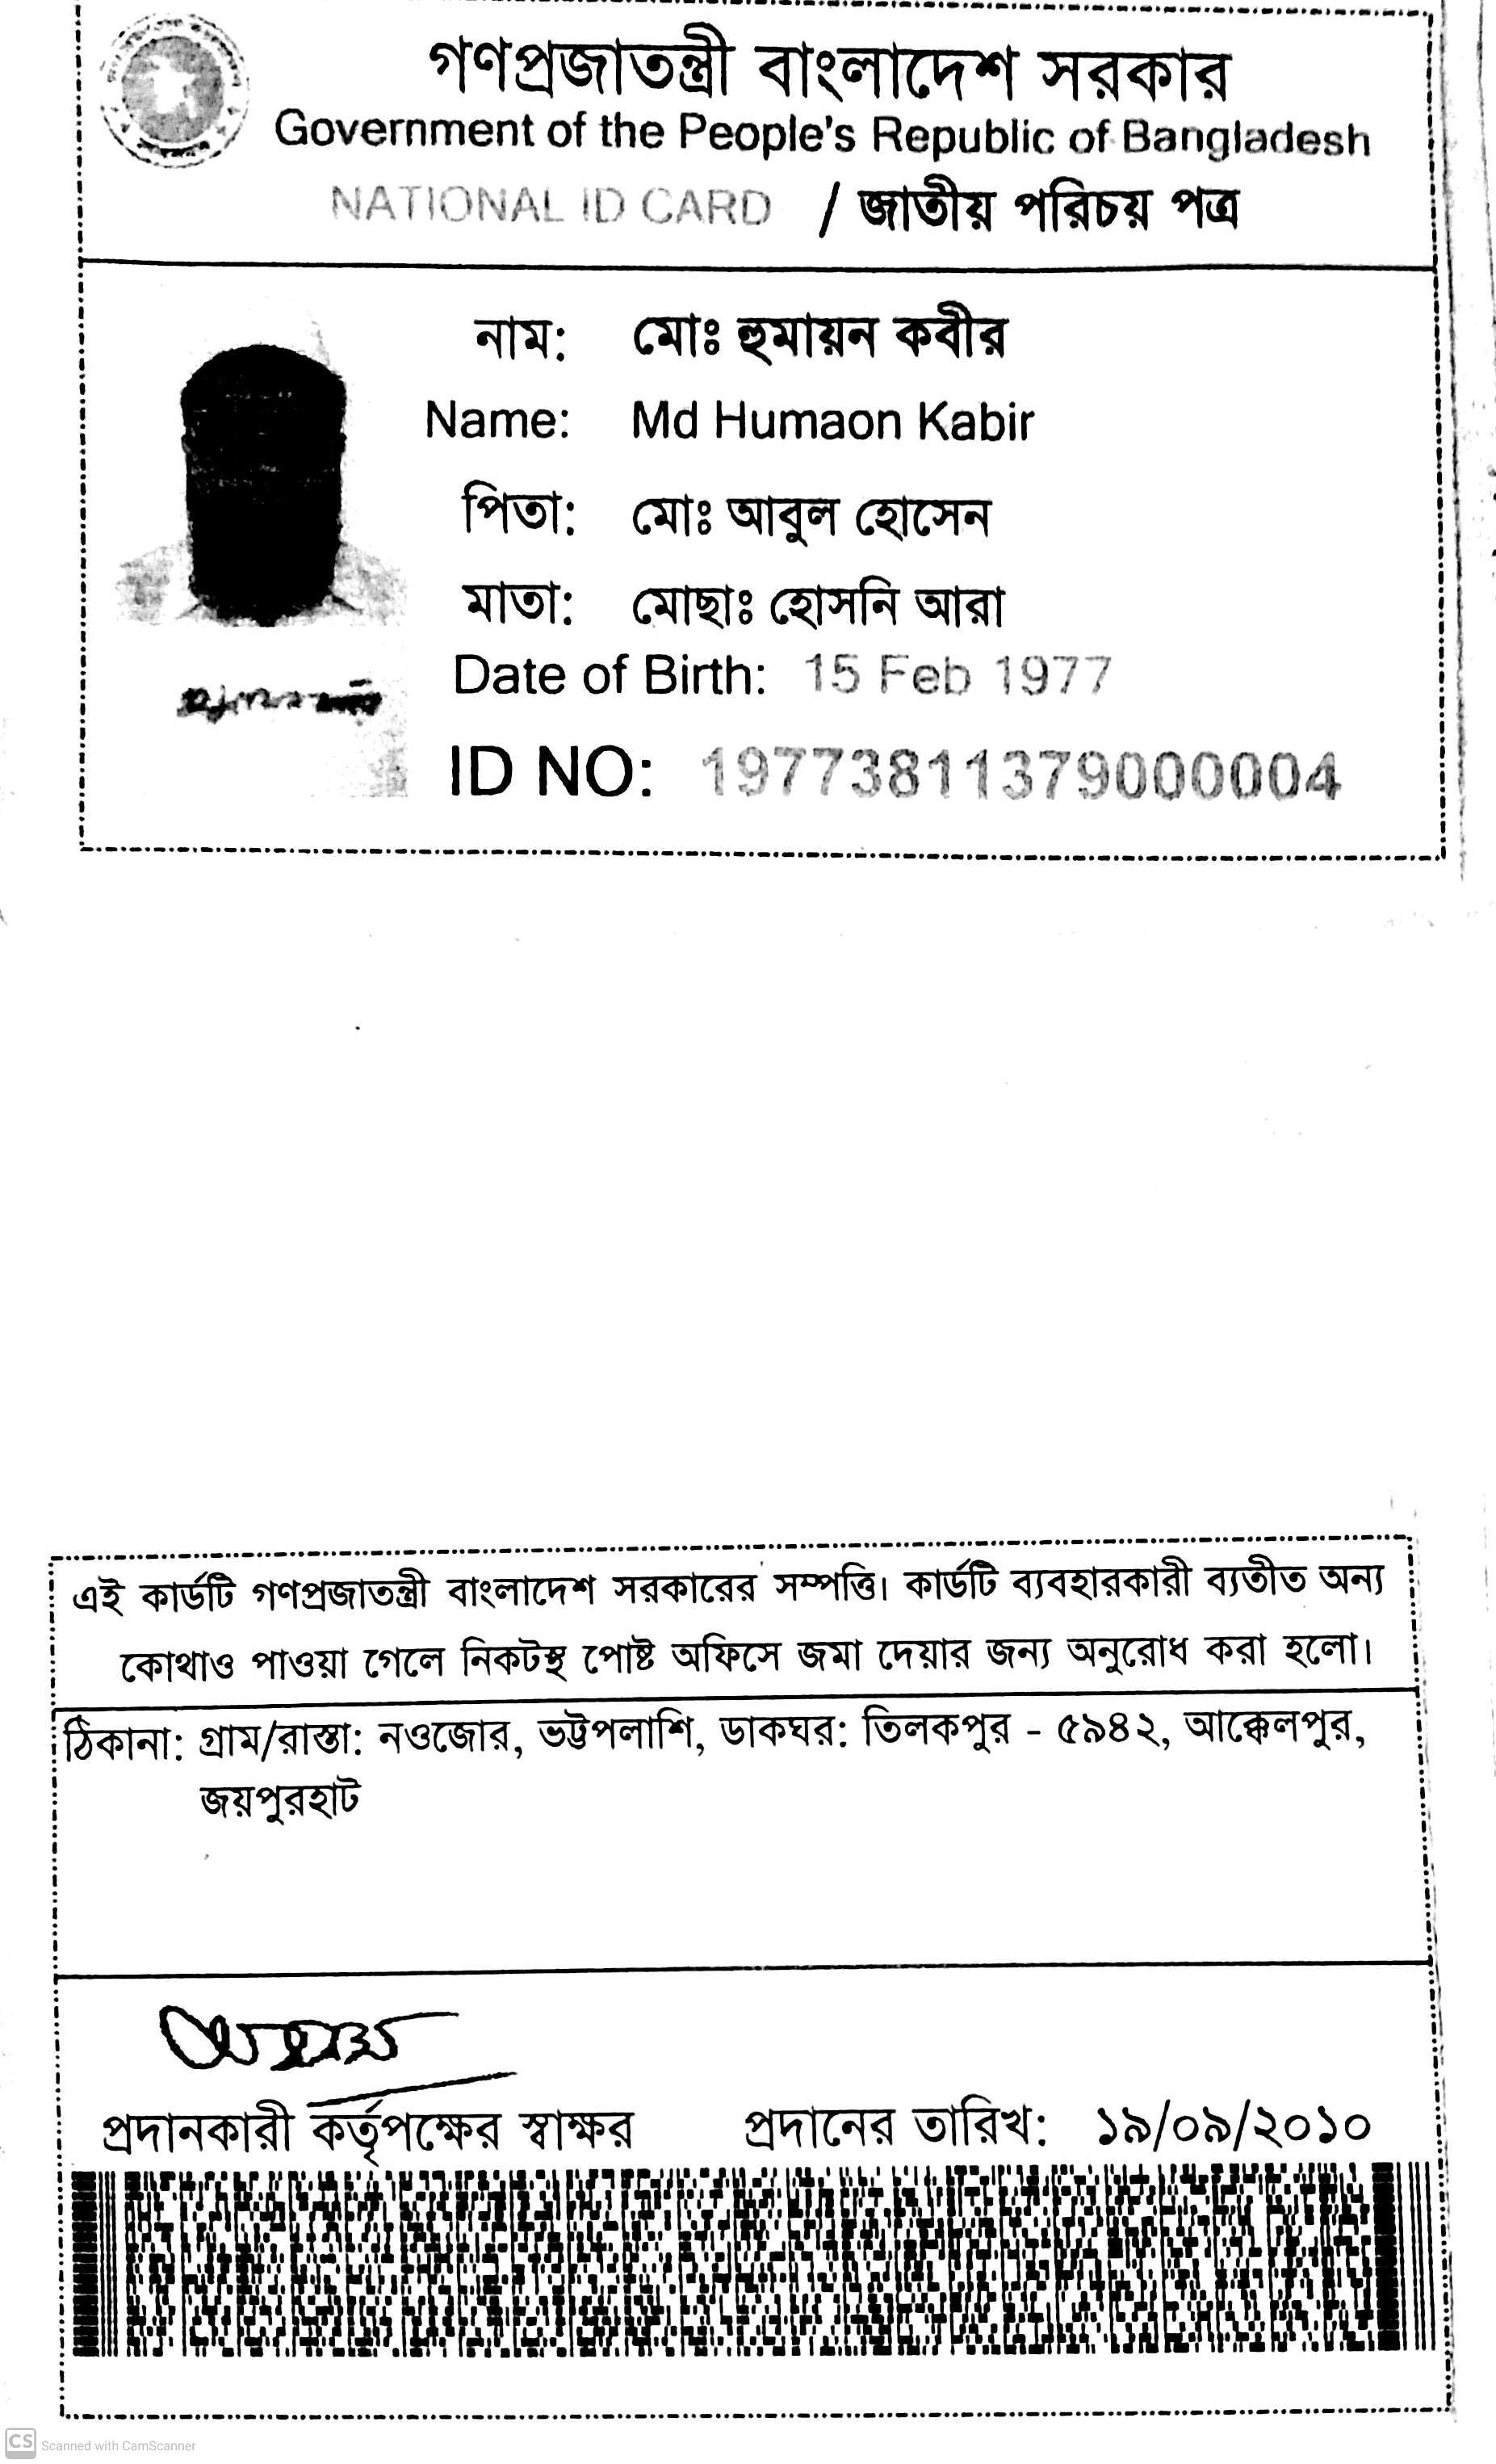 গণপ্রজাতন্ত্রী বাংলাদেশ সরকার
Government of the People's Republic of Bangladesh
NATIONAL ID CARD / জাতীয় পরিচয় পত্র
নাম: মোঃ হুমায়ন কবীর
Name: Md Humaon Kabir
পিতা: মোঃ আবুল হোসেন
মাতা: মোছাঃ হোসনি আরা
Date of Birth: 15 Feb 1977
ID NO: 19773811379000004
এই কার্ডটি গণপ্রজাতন্ত্রী বাংলাদেশ সরকারের সম্পত্তি। কার্ডটি ব্যবহারকারী ব্যতীত অন্য
কোথাও পাওয়া গেলে নিকটস্থ পোষ্ট অফিসে জমা দেয়ার জন্য অনুরোধ করা হলো।
ঠিকানা: গ্রাম/রাস্তা: নওজোর, ভট্টপলাশি, ডাকঘর: তিলকপুর - ৫৯৪২, আক্কেলপুর,
জয়পুরহাট
প্রদানকারী কর্তৃপক্ষের স্বাক্ষর প্রদানের তারিখ: ১৯/০৯/২০১০
CS Scanned with CamScanner